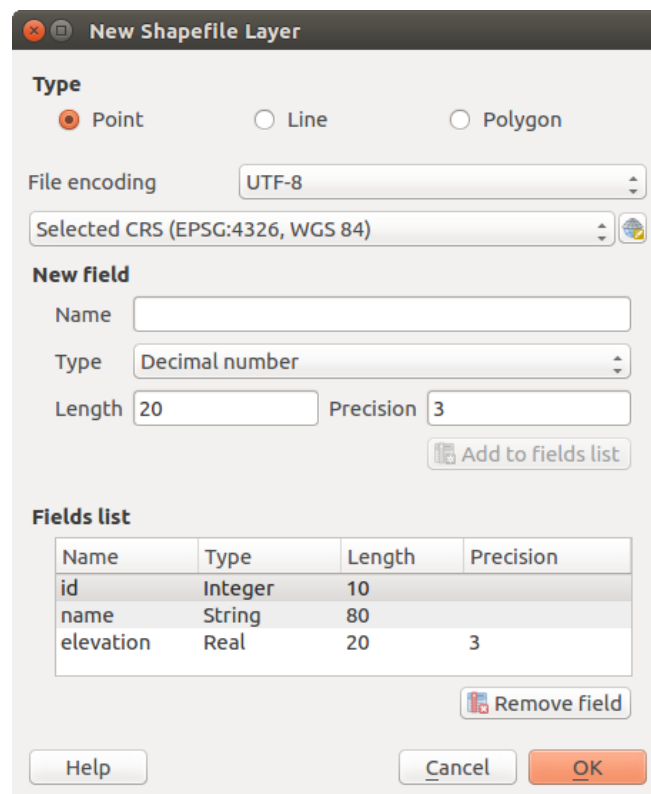 New Shapefile Layer
Type
Point Line Polygon
File encoding UTF-8
Selected CRS (EPSG:4326, WGS 84)
New field
Name
Type Decimal number
Length 20 Precision 3
Add to fields list
Fields list
Name Type Length Precision
id Integer 10
name String 80
elevation Real 20 3
Remove field
Help Cancel OK